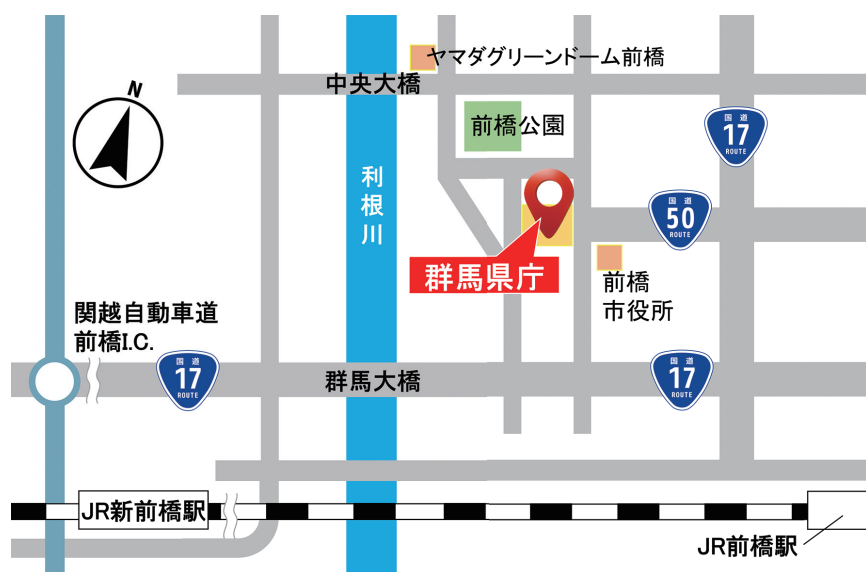 ヤマダグリーンドーム前橋
中央大橋
N
前橋公園
国道
17
ROUTE
利根川
国道
50
ROUTE
群馬県庁
前橋
市役所
関越自動車道
前橋I.C.
国道
17
ROUTE
群馬大橋
国道
17
ROUTE
JR新前橋駅
JR前橋駅